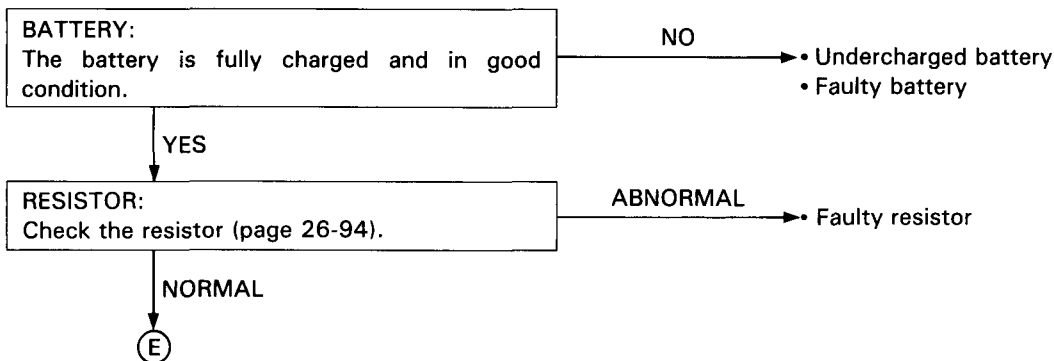 BATTERY:
The battery is fully charged and in good
condition.
NO
• Undercharged battery
• Faulty battery
YES
RESISTOR:
Check the resistor (page 26-94).
ABNORMAL
• Faulty resistor
NORMAL
E